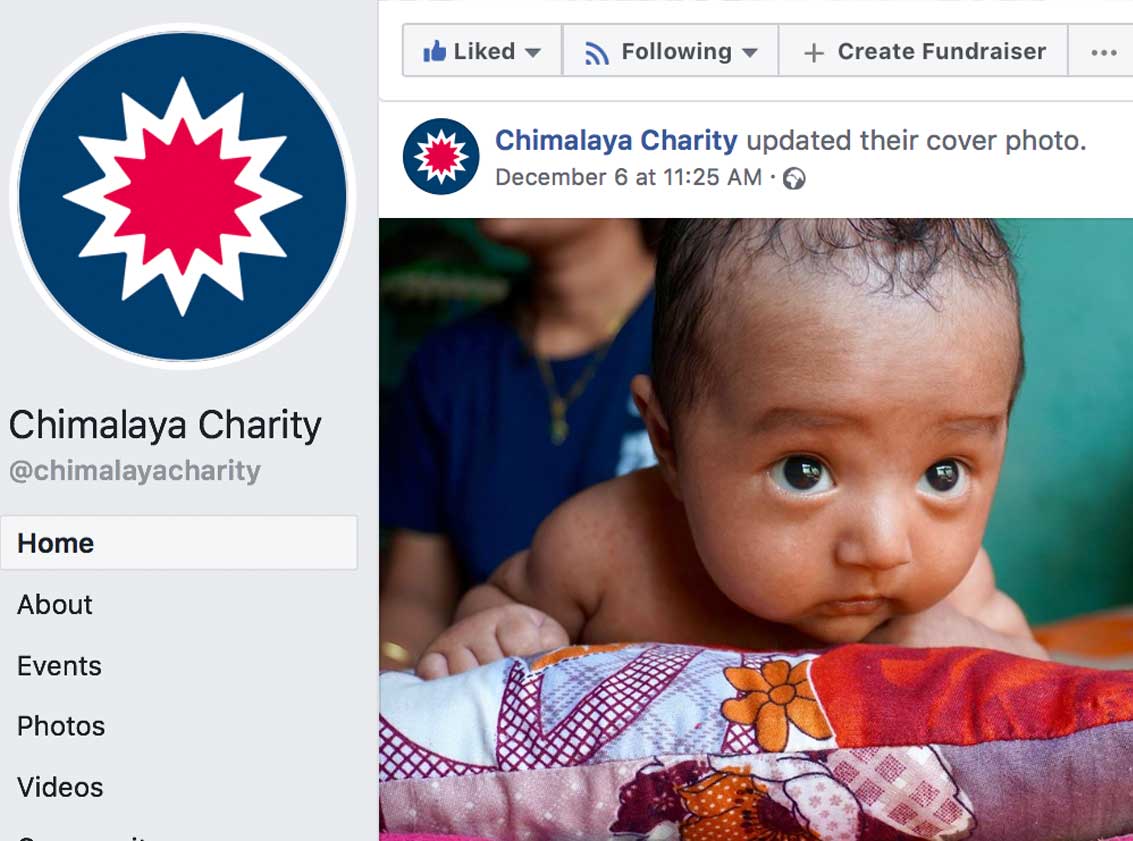 Liked
Following
+ Create Fundraiser
...
Chimalaya Charity updated their cover photo.
December 6 at 11:25 AM ·
Chimalaya Charity
@chimalayacharity
Home
About
Events
Photos
Videos